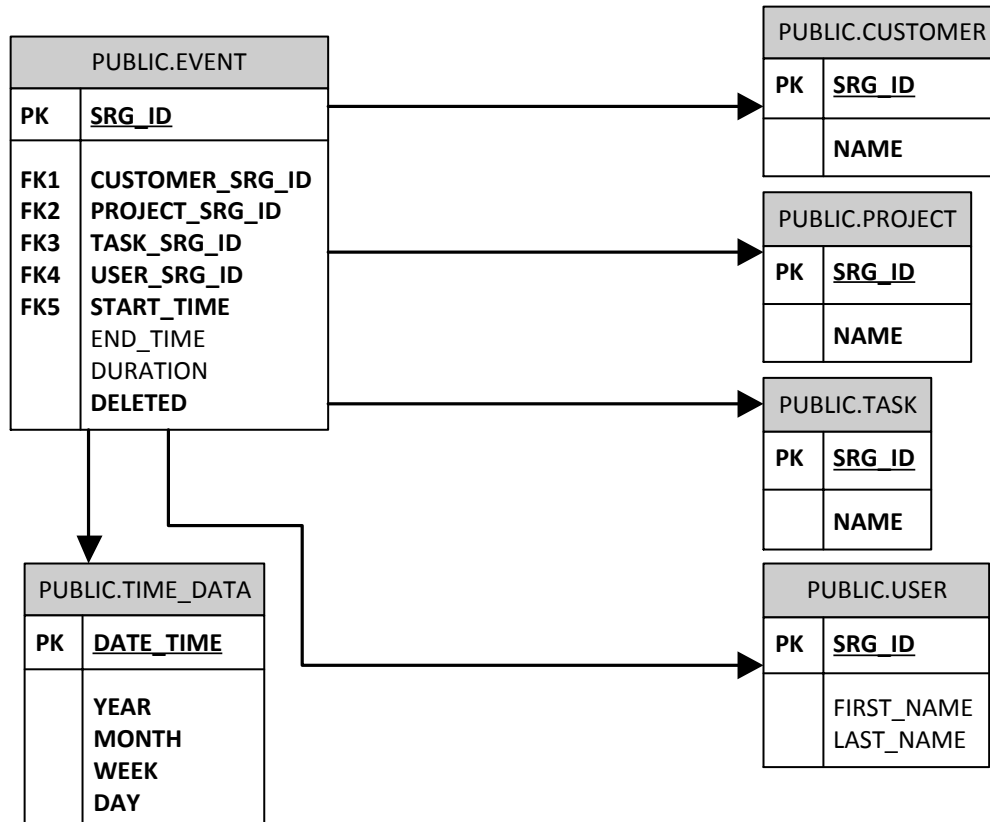 PUBLIC.EVENT
PK SRG_ID
FK1 CUSTOMER_SRG_ID
FK2 PROJECT_SRG_ID
FK3 TASK_SRG_ID
FK4 USER_SRG_ID
FK5 START_TIME
END_TIME
DURATION
DELETED
PUBLIC.CUSTOMER
PK SRG_ID
NAME
PUBLIC.PROJECT
PK SRG_ID
NAME
PUBLIC.TASK
PK SRG_ID
NAME
PUBLIC.TIME_DATA
PK DATE_TIME
YEAR
MONTH
WEEK
DAY
PUBLIC.USER
PK SRG_ID
FIRST_NAME
LAST_NAME